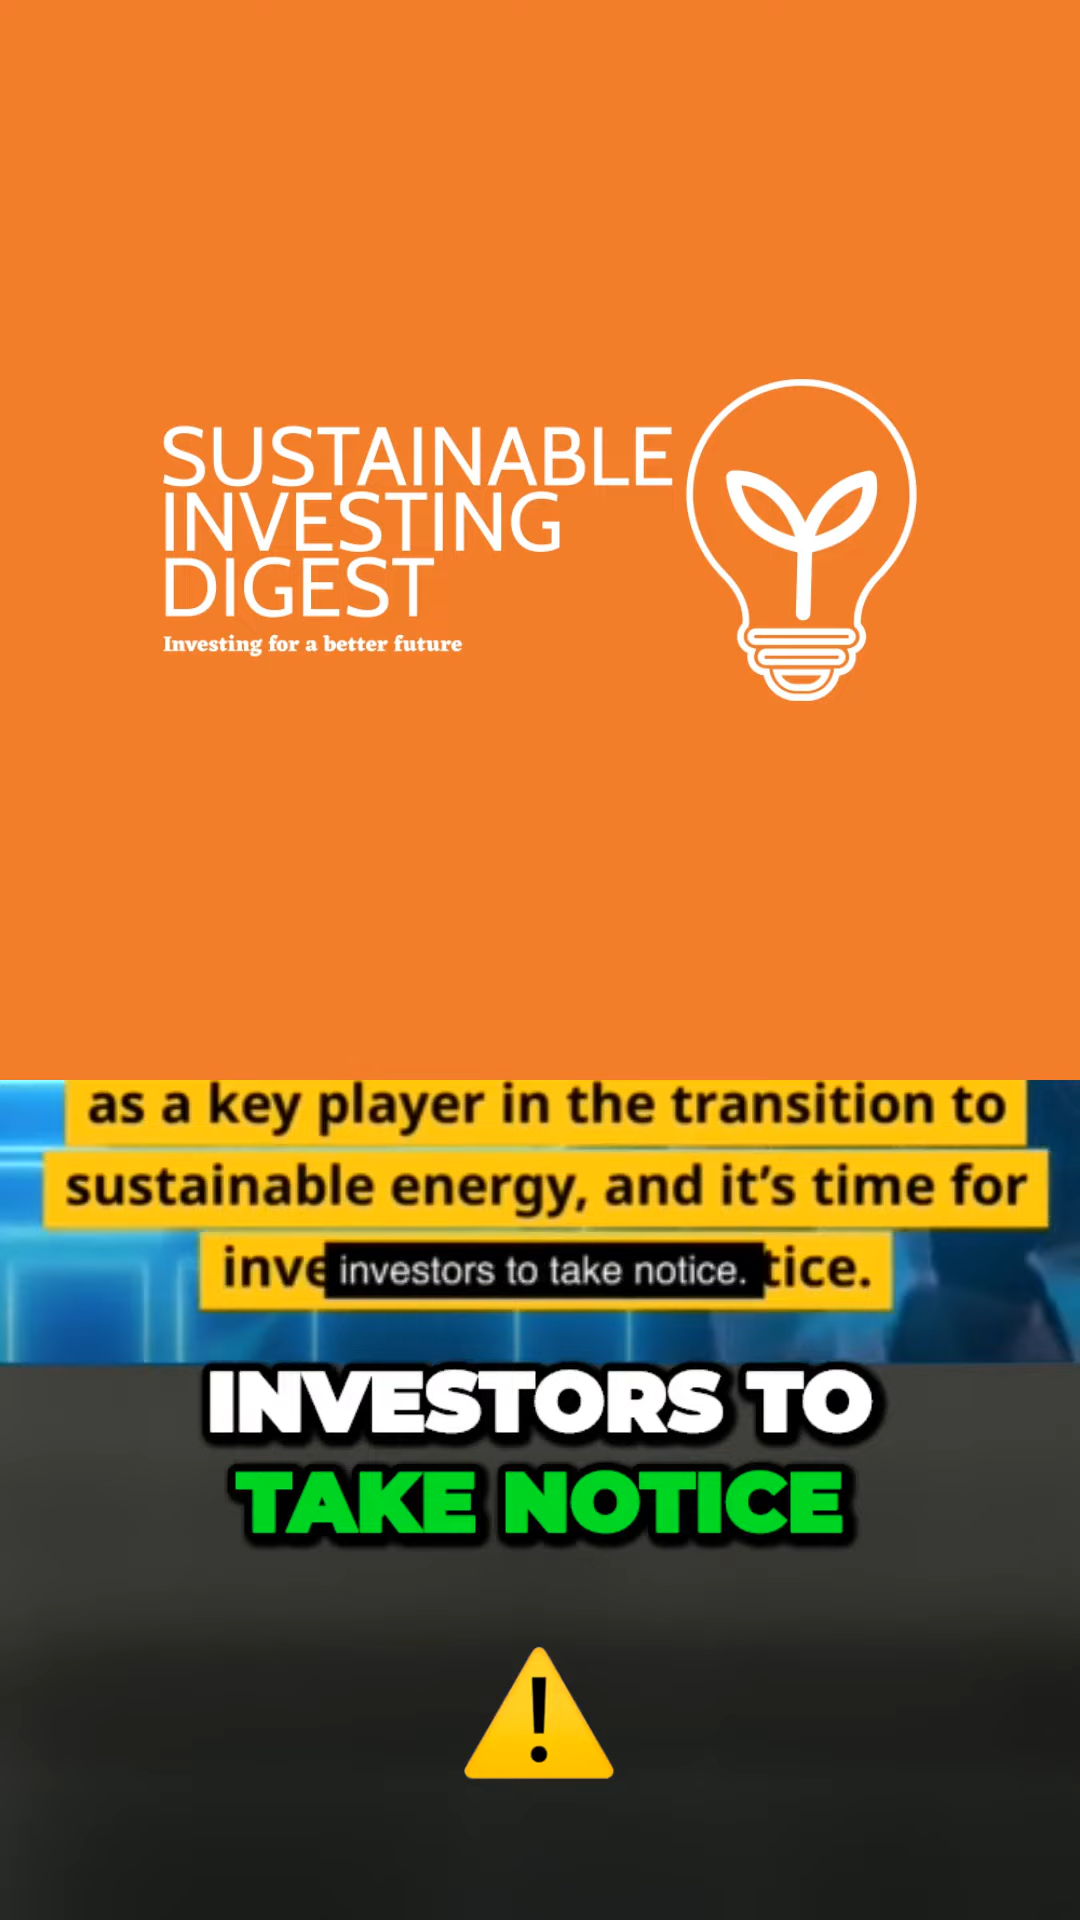 SUSTAINABLE
INVESTING
DIGEST
Investing for a better future
as a key player in the transition to
sustainable energy, and it’s time for
inve
investors to take notice.
tice.
INVESTORS TO
TAKE NOTICE